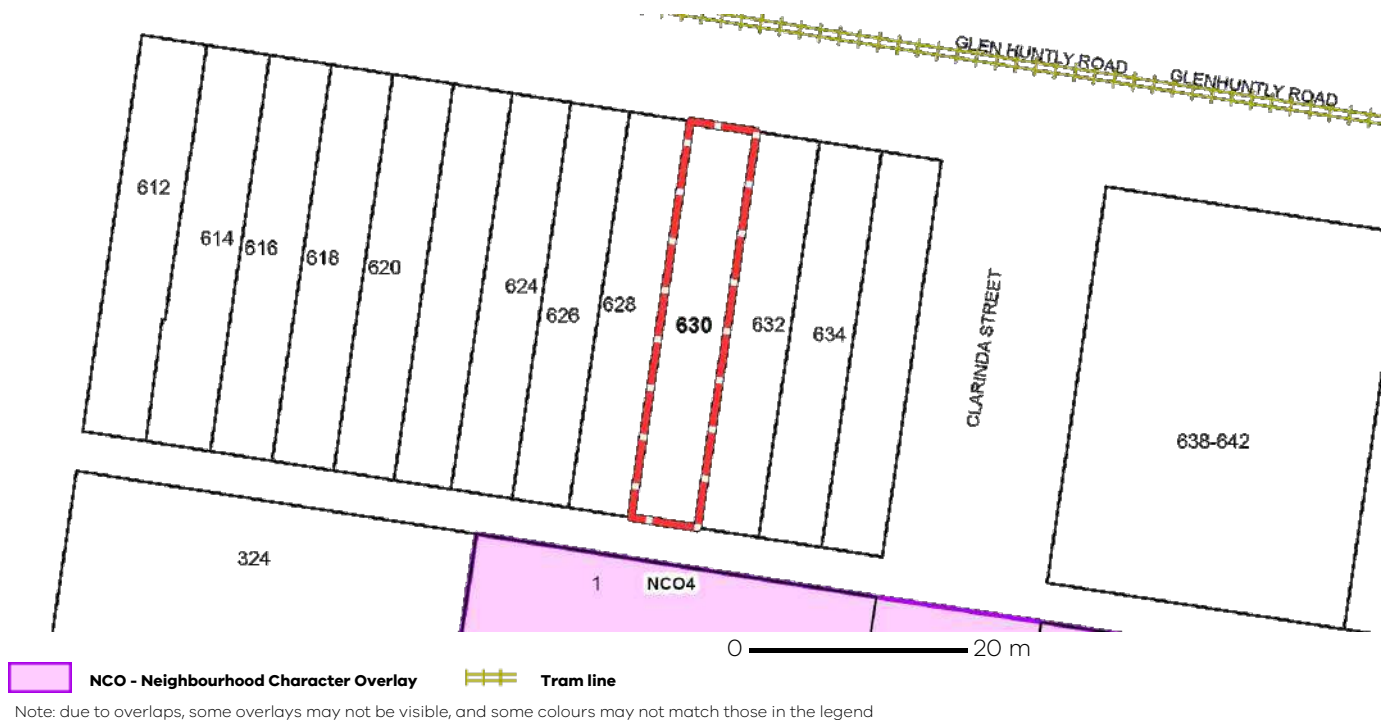 GLEN HUNTLY ROAD
GLENHUNTLY ROAD
612
614
616
618
620
624
626
628
630
632
634
CLARINDA STREET
638-642
324
1
NCO4
0 20 m
NCO - Neighbourhood Character Overlay Tram line
Note: due to overlaps, some overlays may not be visible, and some colours may not match those in the legend